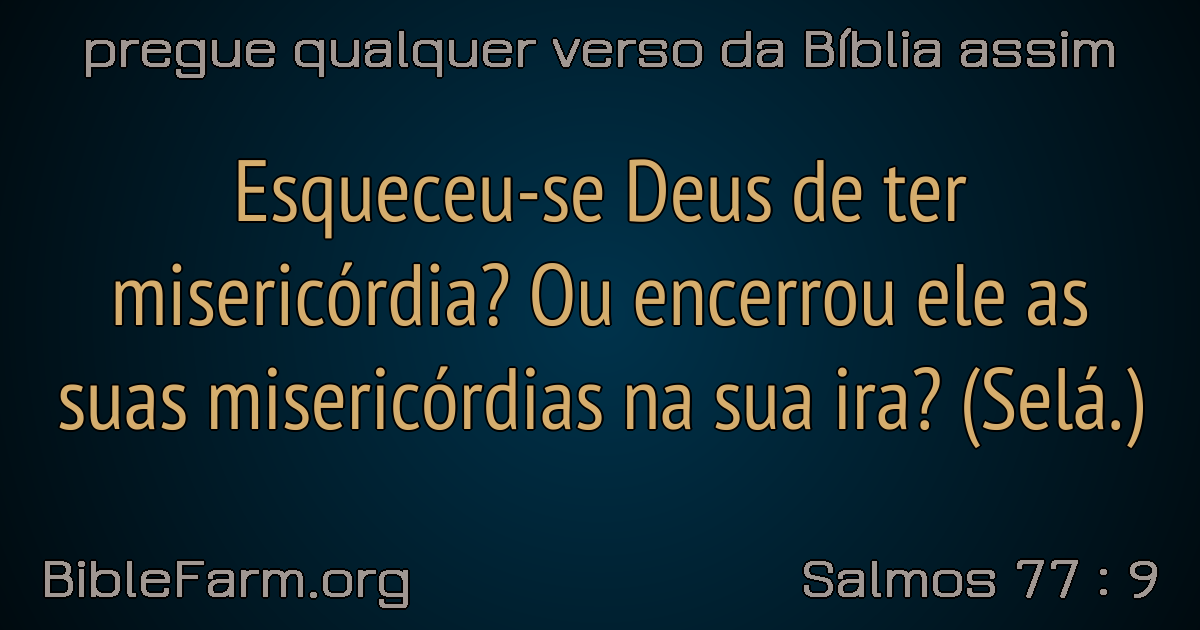 pregue qualquer verso da Bíblia assim
Esqueceu-se Deus de ter
misericórdia? Ou encerrou ele as
suas misericórdias na sua ira? (Selá.)
BibleFarm.org
Salmos 77 : 9